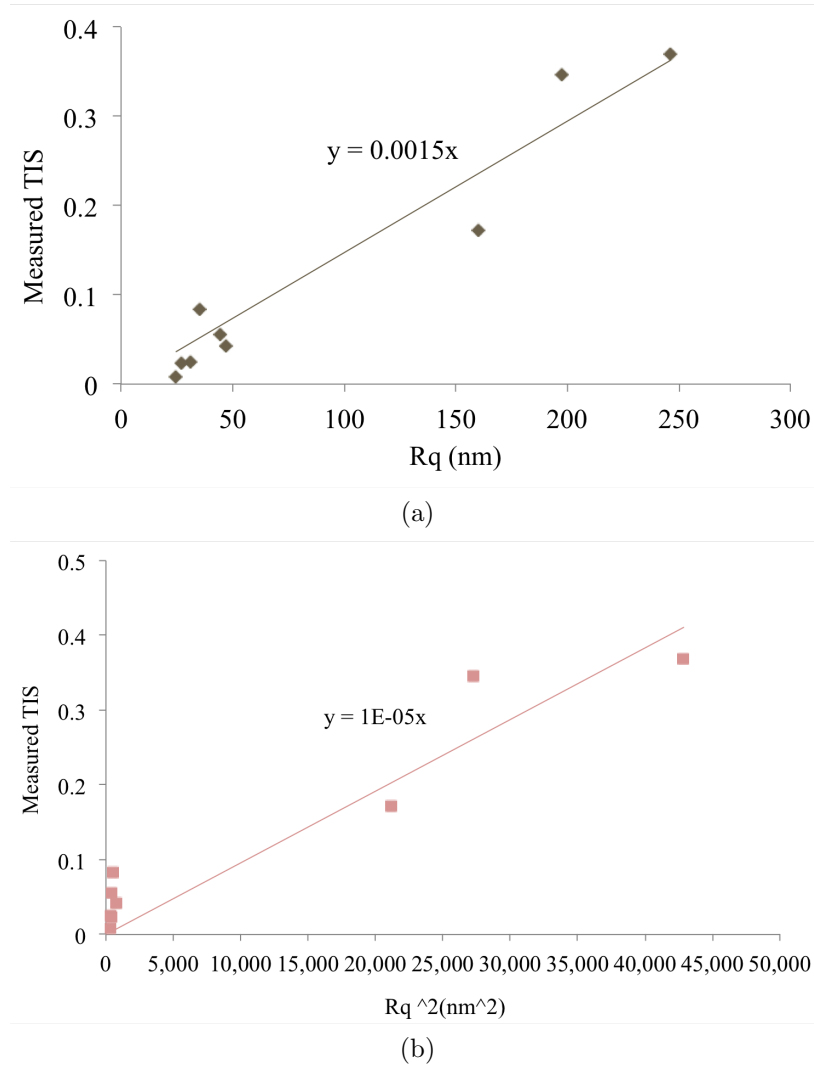 0.4
0.3
0.2
0.1
0
Measured TIS
y = 0.0015x
0 50 100 150 200 250 300
Rq (nm)
(a)
0.5
0.4
0.3
0.2
0.1
0
Measured TIS
y = 1E-05x
0 5,000 10,000 15,000 20,000 25,000 30,000 35,000 40,000 45,000 50,000
Rq ^2(nm^2)
(b)